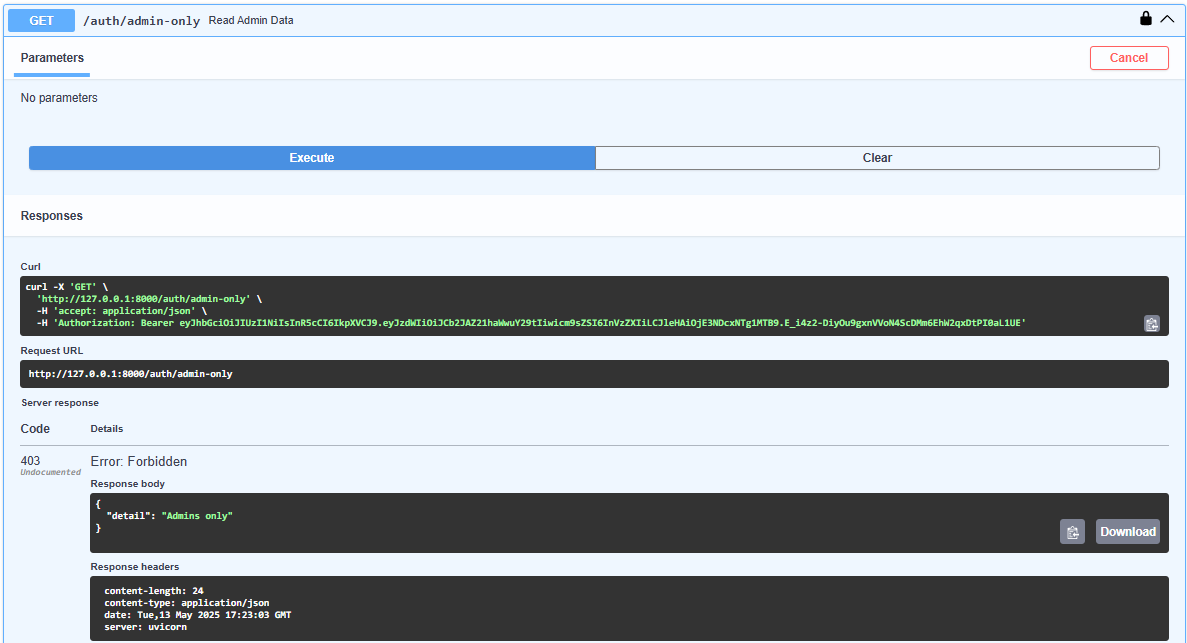 GET /auth/admin-only Read Admin Data
Parameters
Cancel
No parameters
Execute
Clear
Responses
Curl
curl -X 'GET' \
'http://127.0.0.1:8000/auth/admin-only' \
-H 'accept: application/json' \
-H 'Authorization: Bearer eyJhbGciOiJIUzI1NiIsInR5cCI6IkpXVCJ9.eyJzdWIiOiJCb2JAZ21haWwuY29tIiwicm9sZSI6InVzZXIiLCJleHAiOjE3NDcxNTg1MTB9.E_i4z2-DiyOu9gxnVVoN4ScDMm6EhW2qxDtPI0aL1UE'
Request URL
http://127.0.0.1:8000/auth/admin-only
Server response
Code Details
403 Error: Forbidden
Undocumented
Response body
{
"detail": "Admins only"
}
Download
Response headers
content-length: 24
content-type: application/json
date: Tue,13 May 2025 17:23:03 GMT
server: uvicorn